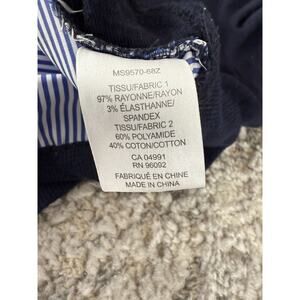 MS9570-68Z
TISSU/FABRIC 1
97% RAYONNE/RAYON
3% ÉLASTHANNE/
SPANDEX
TISSU/FABRIC 2
60% POLYAMIDE
40% COTON/COTTON
CA 04991
RN 96092
FABRIQUÉ EN CHINE
MADE IN CHINA